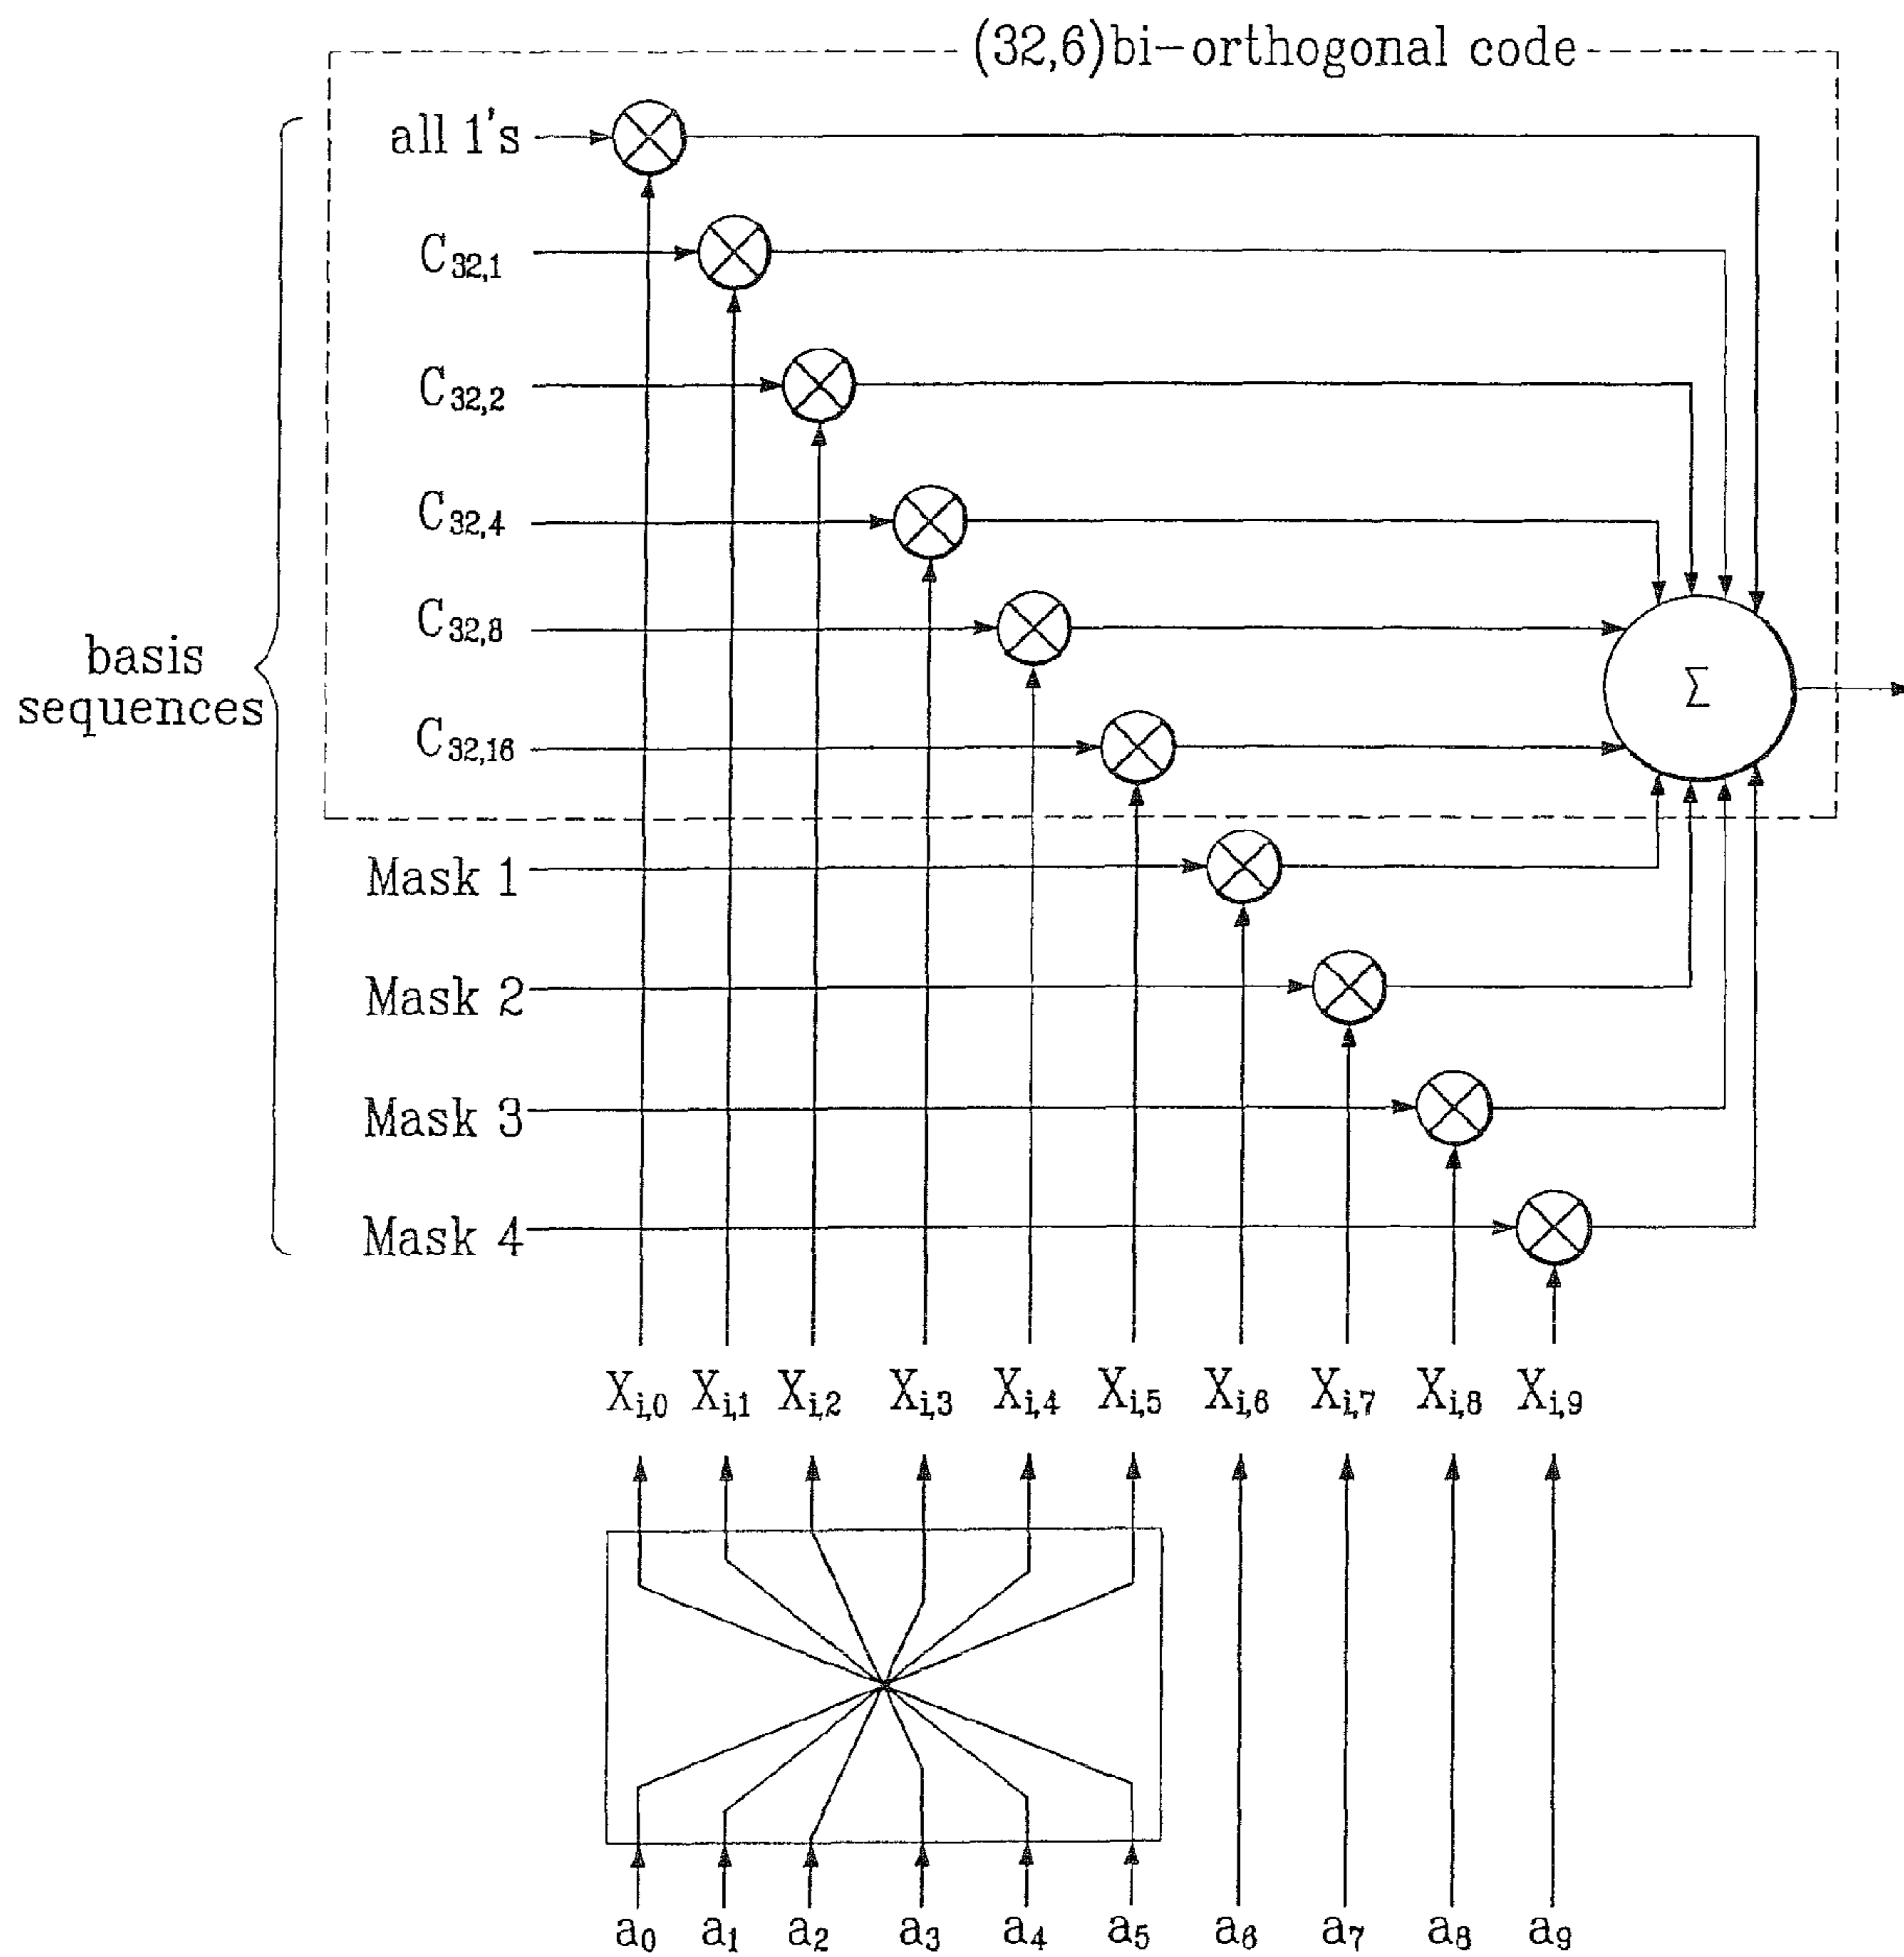 (32,6)bi-orthogonal code
all 1's
C32,1
C32,2
C32,4
C32,8
C32,16
basis
sequences
Σ
Mask 1
Mask 2
Mask 3
Mask 4
Xi,0 Xi,1 Xi,2 Xi,3 Xi,4 Xi,5 Xi,6 Xi,7 Xi,8 Xi,9
a0 a1 a2 a3 a4 a5 a6 a7 a8 a9